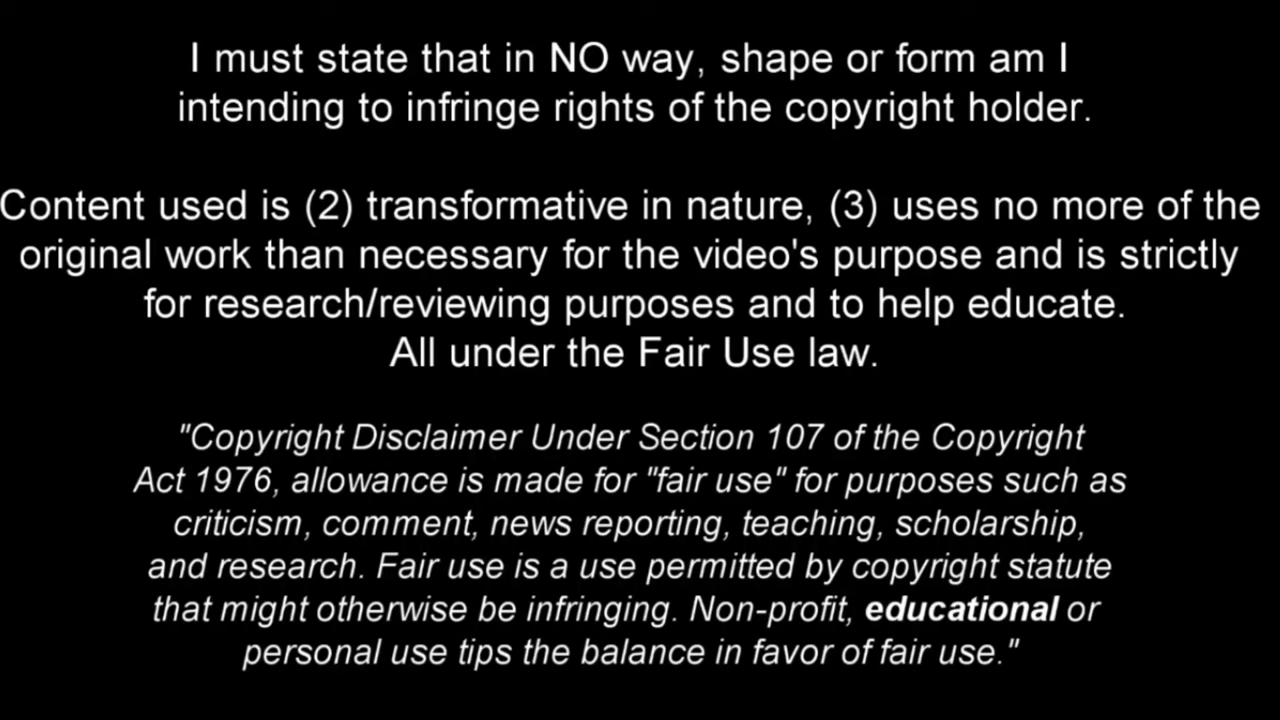 I must state that in NO way, shape or form am I
intending to infringe rights of the copyright holder.
Content used is (2) transformative in nature, (3) uses no more of the
original work than necessary for the video's purpose and is strictly
for research/reviewing purposes and to help educate.
All under the Fair Use law.
"Copyright Disclaimer Under Section 107 of the Copyright
Act 1976, allowance is made for "fair use" for purposes such as
criticism, comment, news reporting, teaching, scholarship,
and research. Fair use is a use permitted by copyright statute
that might otherwise be infringing. Non-profit, educational or
personal use tips the balance in favor of fair use."